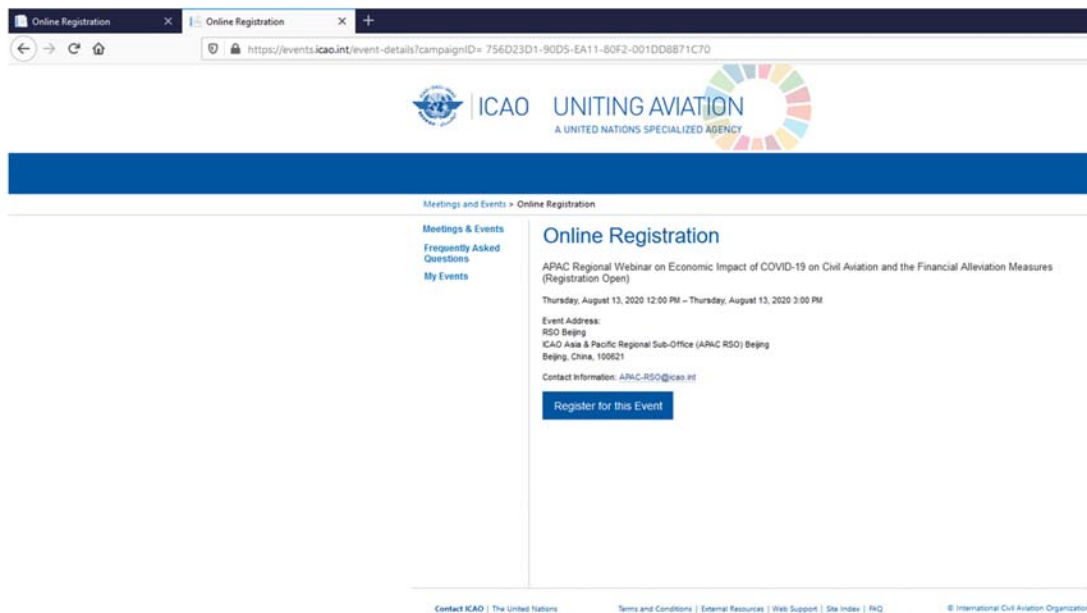 Online Registration
Online Registration
https://events.icao.int/event-details?campaignID= 756D23D1-90D5-EA11-80F2-001DD8B71C70
ICAO
UNITING AVIATION
A UNITED NATIONS SPECIALIZED AGENCY
Meetings and Events > Online Registration
Meetings & Events
Frequently Asked
Questions
My Events
Online Registration
APAC Regional Webinar on Economic Impact of COVID-19 on Civil Aviation and the Financial Alleviation Measures
(Registration Open)
Thursday, August 13, 2020 12:00 PM – Thursday, August 13, 2020 3:00 PM
Event Address:
RSO Beijing
ICAO Asia & Pacific Regional Sub-Office (APAC RSO) Beijing
Beijing, China, 100621
Contact Information: APAC-RSO@icao.int
Register for this Event
Contact ICAO | The United Nations
Terms and Conditions | External Resources | Web Support | Site Index | FAQ
© International Civil Aviation Organization